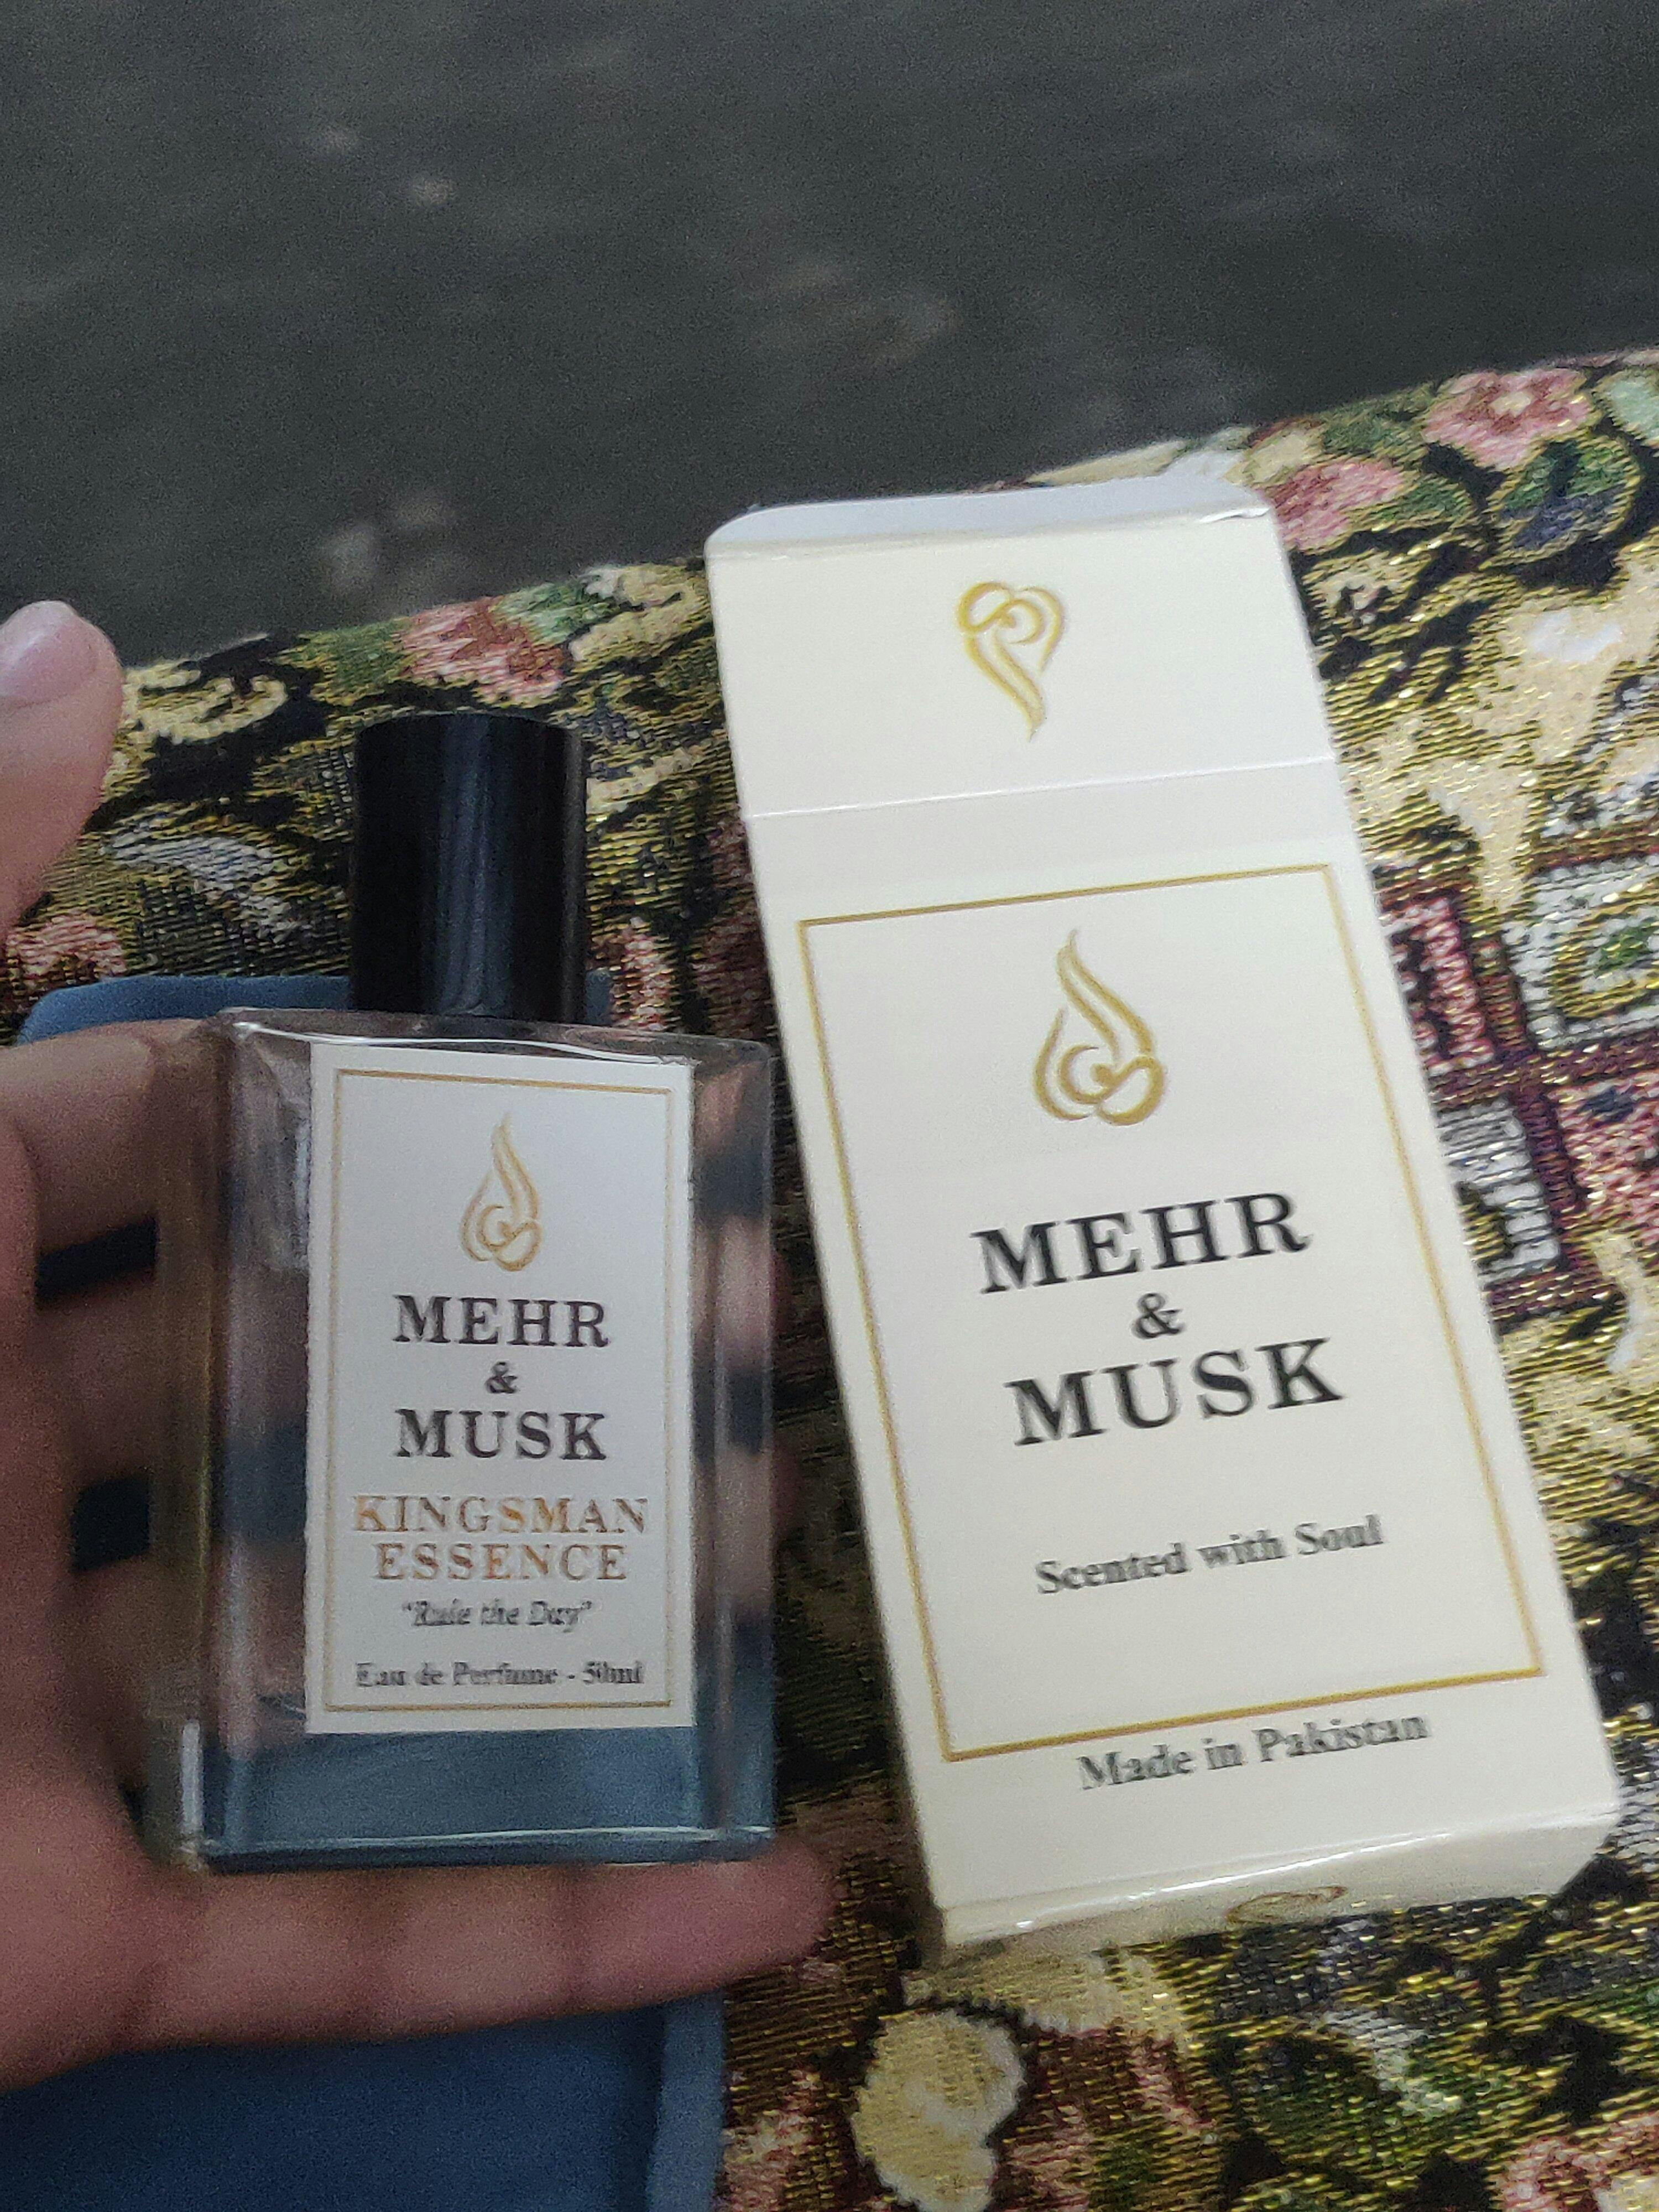 MEHR
&
MUSK
KINGSMAN
ESSENCE
"Rule the Day"
Eau de Perfume - 50ml
MEHR
&
MUSK
Scented with Soul
Made in Pakistan